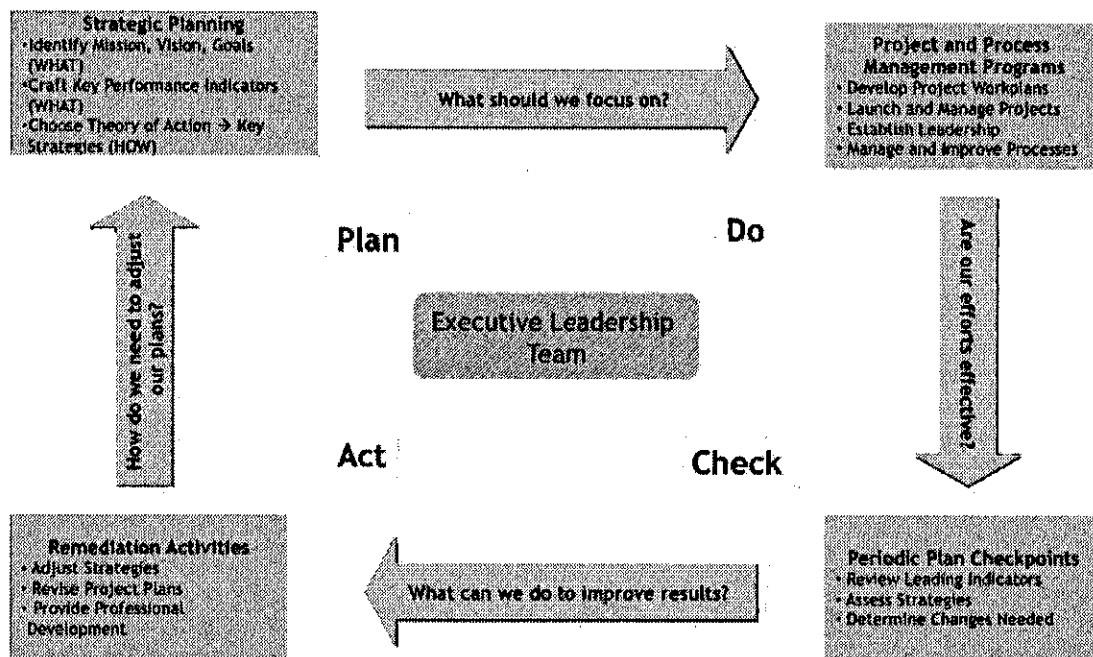 Strategic Planning
•Identify Mission, Vision, Goals
(WHAT)
•Craft Key Performance Indicators
(WHAT)
•Choose Theory of Action → Key
Strategies (HOW)
What should we focus on?
Project and Process
Management Programs
• Develop Project Workplans
• Launch and Manage Projects
• Establish Leadership
• Manage and Improve Processes
Plan
Do
How do we need to adjust
our plans?
Executive Leadership
Team
Are our efforts effective?
Act
Check
Remediation Activities
• Adjust Strategies
• Revise Project Plans
• Provide Professional
Development
What can we do to improve results?
Periodic Plan Checkpoints
• Review Leading Indicators
• Assess Strategies
• Determine Changes Needed